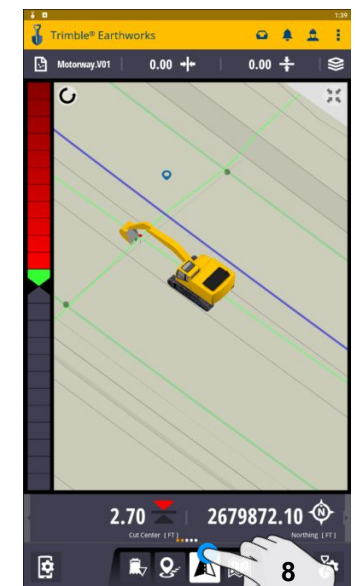 1:39
Trimble® Earthworks
Motorway.V01 0.00 0.00
2.70 2679872.10
Cut Center (FT) Northing (FT)
8